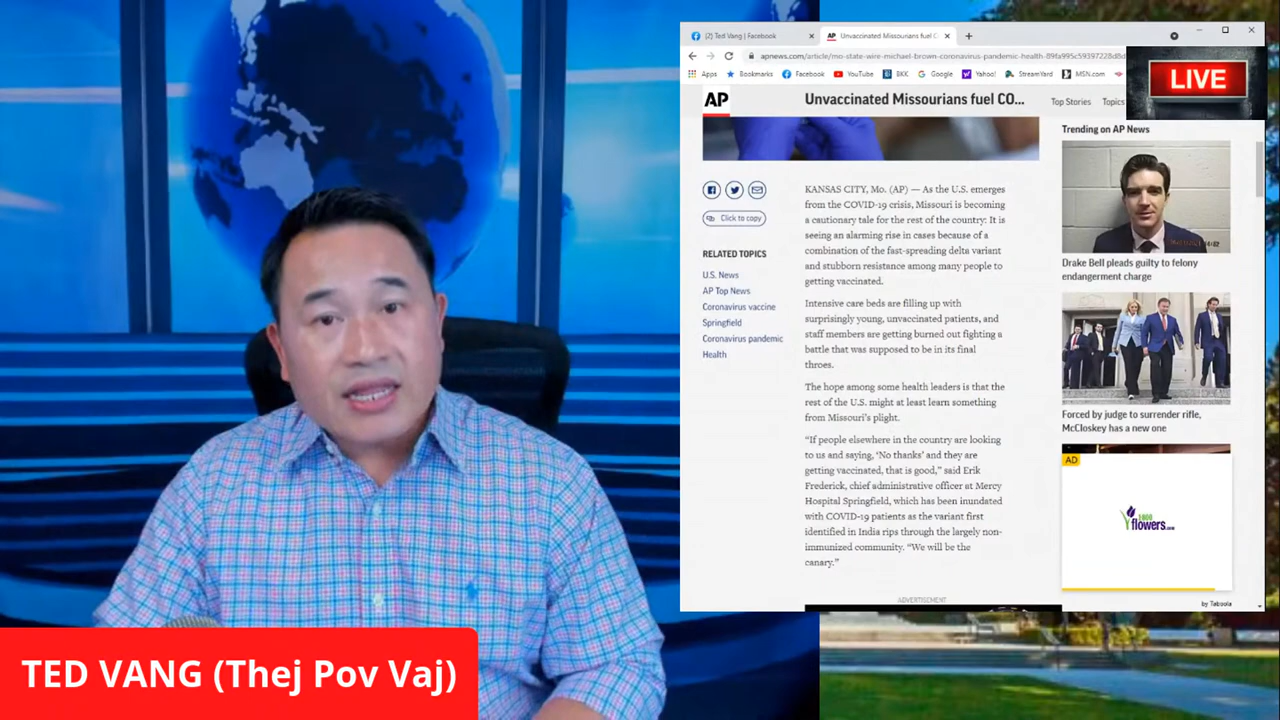 TED VANG (Thej Pov Vaj)
(2) Ted Vang | Facebook
Unvaccinated Missourians fuel C
apnews.com/article/mo-state-wire-michael-brown-coronavirus-pandemic-health-
Apps
Bookmarks
Facebook
YouTube
BKK
Google
Yahoo!
StreamYard
MSN.com
LIVE
AP
Unvaccinated Missourians fuel CO...
Top Stories
Topics
Click to copy
RELATED TOPICS
U.S. News
AP Top News
Coronavirus vaccine
Springfield
Coronavirus pandemic
Health
KANSAS CITY, Mo. (AP) — As the U.S. emerges
from the COVID-19 crisis, Missouri is becoming
a cautionary tale for the rest of the country: It is
seeing an alarming rise in cases because of a
combination of the fast-spreading delta variant
and stubborn resistance among many people to
getting vaccinated.
Intensive care beds are filling up with
surprisingly young, unvaccinated patients, and
staff members are getting burned out fighting a
battle that was supposed to be in its final
throes.
The hope among some health leaders is that the
rest of the U.S. might at least learn something
from Missouri’s plight.
“If people elsewhere in the country are looking
to us and saying, ‘No thanks’ and they are
getting vaccinated, that is good,” said Erik
Frederick, chief administrative officer at Mercy
Hospital Springfield, which has been inundated
with COVID-19 patients as the variant first
identified in India rips through the largely non-
immunized community. “We will be the
canary.”
ADVERTISEMENT
Trending on AP News
Drake Bell pleads guilty to felony
endangerment charge
Forced by judge to surrender rifle,
McCloskey has a new one
AD
1800
flowers.com
by Taboola